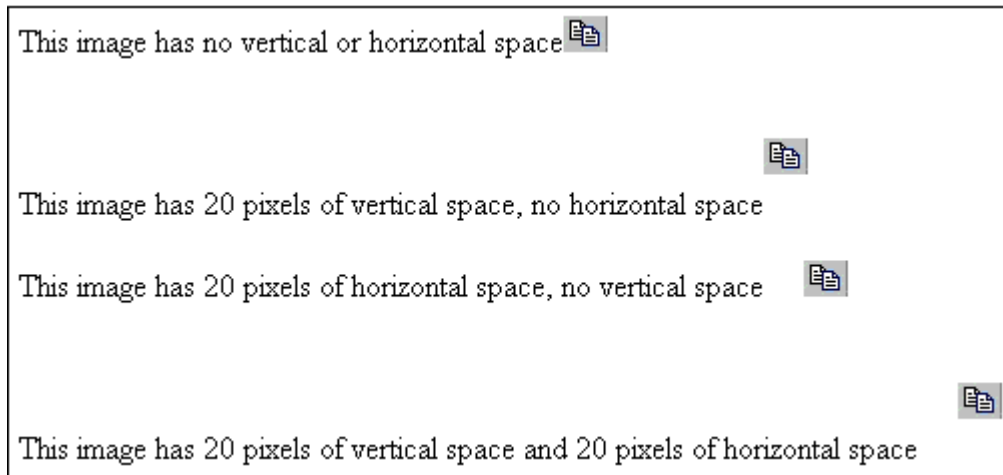 This image has no vertical or horizontal space
This image has 20 pixels of vertical space, no horizontal space
This image has 20 pixels of horizontal space, no vertical space
This image has 20 pixels of vertical space and 20 pixels of horizontal space